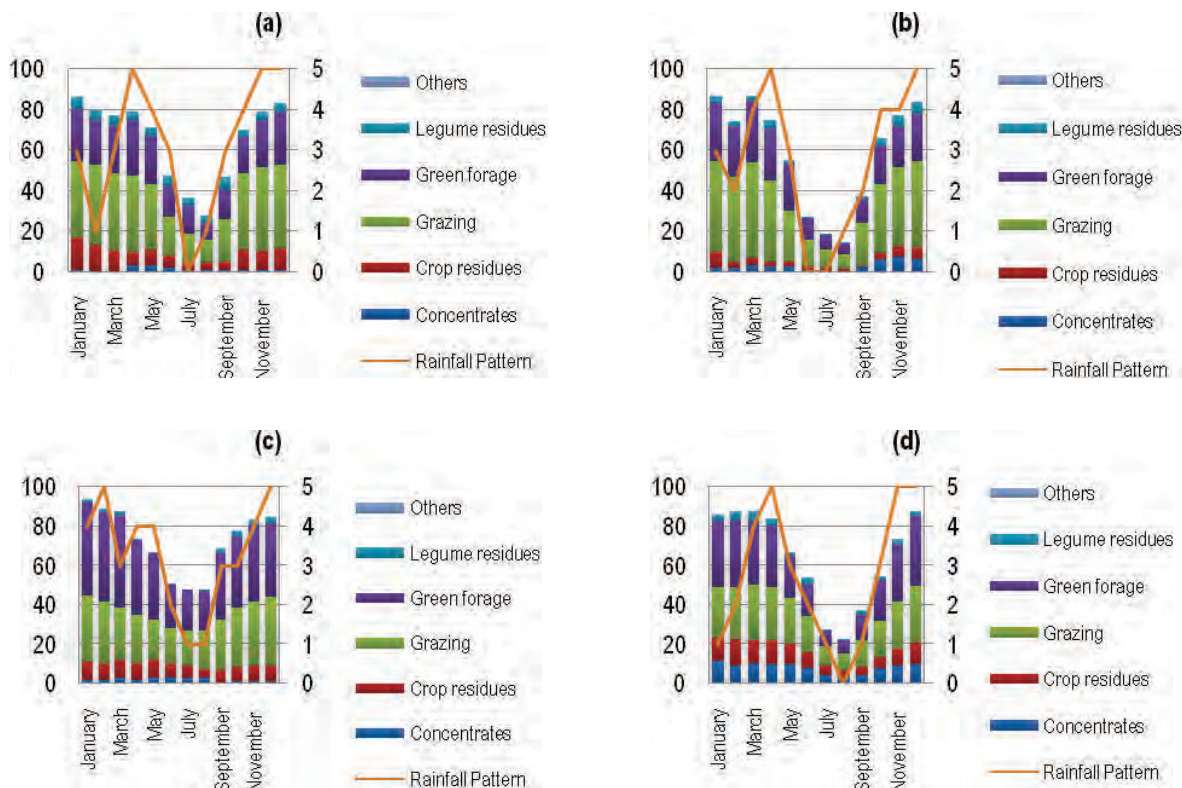 (a)
100
80
60
40
20
0
5
4
3
2
1
0
January
March
May
July
September
November
Others
Legume residues
Green forage
Grazing
Crop residues
Concentrates
Rainfall Pattern
(b)
100
80
60
40
20
0
5
4
3
2
1
0
January
March
May
July
September
November
Others
Legume residues
Green forage
Grazing
Crop residues
Concentrates
Rainfall Pattern
(c)
100
80
60
40
20
0
5
4
3
2
1
0
January
March
May
July
September
November
Others
Legume residues
Green forage
Grazing
Crop residues
Concentrates
Rainfall Pattern
(d)
100
80
60
40
20
0
5
4
3
2
1
0
January
March
May
July
September
November
Others
Legume residues
Green forage
Grazing
Crop residues
Concentrates
Rainfall Pattern